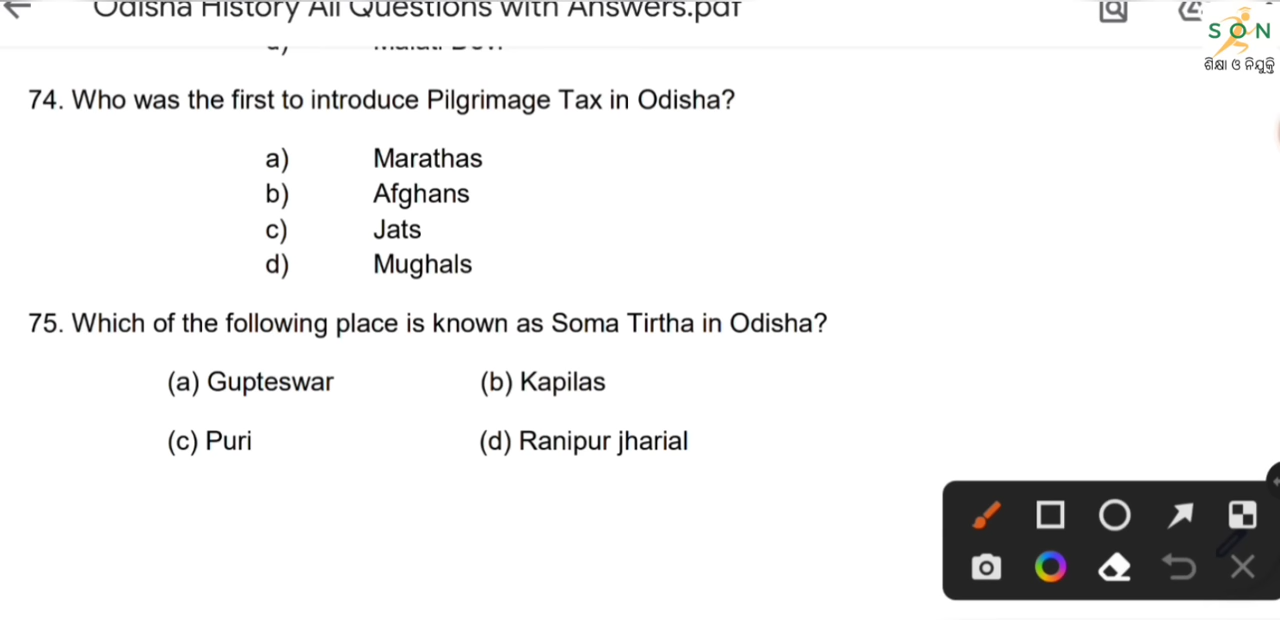 Odisha History All Questions with Answers.pdf
SON
ଶିକ୍ଷା ଓ ନିଯୁକ୍ତି
74. Who was the first to introduce Pilgrimage Tax in Odisha?
a) Marathas
b) Afghans
c) Jats
d) Mughals
75. Which of the following place is known as Soma Tirtha in Odisha?
(a) Gupteswar (b) Kapilas
(c) Puri (d) Ranipur jharial